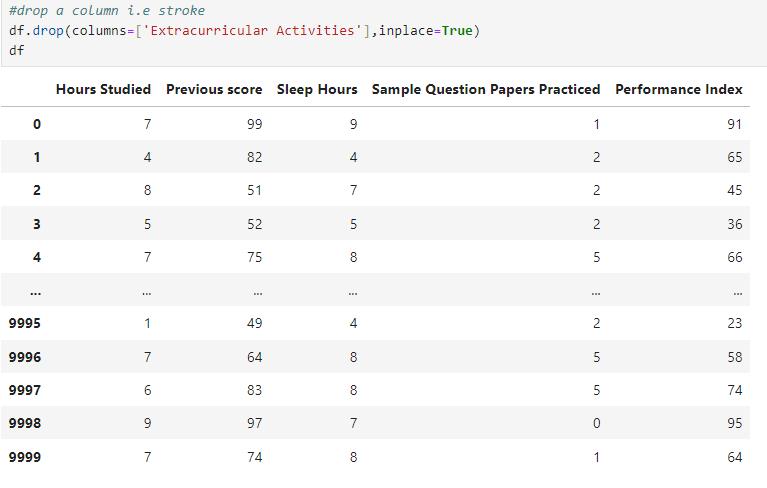 #drop a column i.e stroke
df.drop(columns=['Extracurricular Activities'],inplace=True)
df
Hours Studied Previous score Sleep Hours Sample Question Papers Practiced Performance Index
0 7 99 9 1 91
1 4 82 4 2 65
2 8 51 7 2 45
3 5 52 5 2 36
4 7 75 8 5 66
... ... ... ... ... ...
9995 1 49 4 2 23
9996 7 64 8 5 58
9997 6 83 8 5 74
9998 9 97 7 0 95
9999 7 74 8 1 64